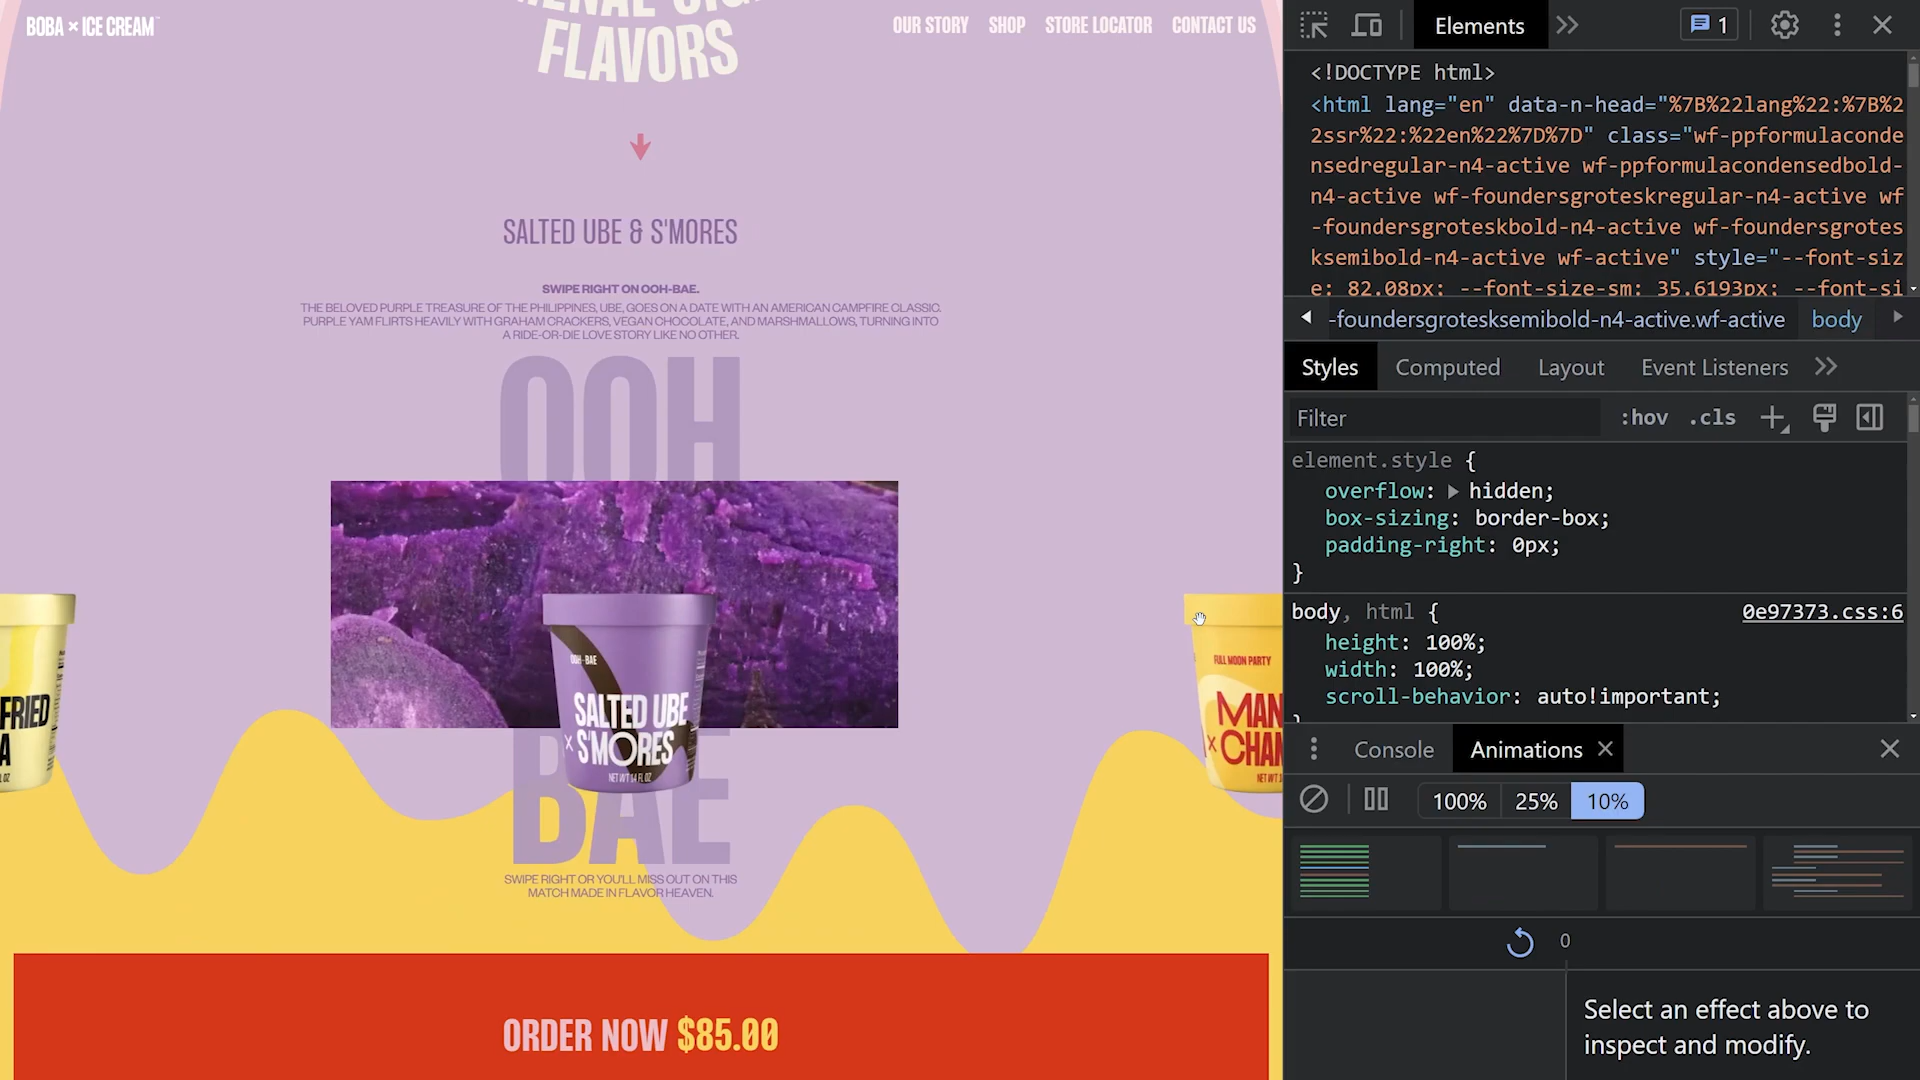 BOBA × ICE CREAM
OUR STORY
SHOP
STORE LOCATOR
CONTACT US
FLAVORS
SALTED UBE & S'MORES
SWIPE RIGHT ON OOH-BAE.
THE BELOVED PURPLE TREASURE OF THE PHILIPPINES, UBE, GOES ON A DATE WITH AN AMERICAN CAMPFIRE CLASSIC.
PURPLE YAM FLIRTS HEAVILY WITH GRAHAM CRACKERS, VEGAN CHOCOLATE, AND MARSHMALLOWS, TURNING INTO
A RIDE-OR-DIE LOVE STORY LIKE NO OTHER.
OOH
FRIED
A
OOH-BAE
SALTED UBE
× S'MORES
NET WT 14 FL OZ
FULL MOON PARTY
MAN
× CHAM
NET WT 1
BAE
SWIPE RIGHT OR YOU'LL MISS OUT ON THIS
MATCH MADE IN FLAVOR HEAVEN.
ORDER NOW $85.00
Elements
1
<!DOCTYPE html>
<html lang="en" data-n-head="%7B%22lang%22:%7B%2
2ssr%22:%22en%22%7D%7D" class="wf-ppformulaconde
nsedregular-n4-active wf-ppformulacondensedbold-
n4-active wf-foundersgroteskregular-n4-active wf
-foundersgroteskbold-n4-active wf-foundersgrotes
ksemibold-n4-active wf-active" style="--font-siz
e: 82.08px; --font-size-sm: 35.6193px; --font-si
-foundersgrotesksemibold-n4-active.wf-active
body
Styles
Computed
Layout
Event Listeners
Filter
:hov
.cls
element.style {
overflow: hidden;
box-sizing: border-box;
padding-right: 0px;
}
body, html {
0e97373.css:6
height: 100%;
width: 100%;
scroll-behavior: auto!important;
}
Console
Animations
100%
25%
10%
0
Select an effect above to
inspect and modify.